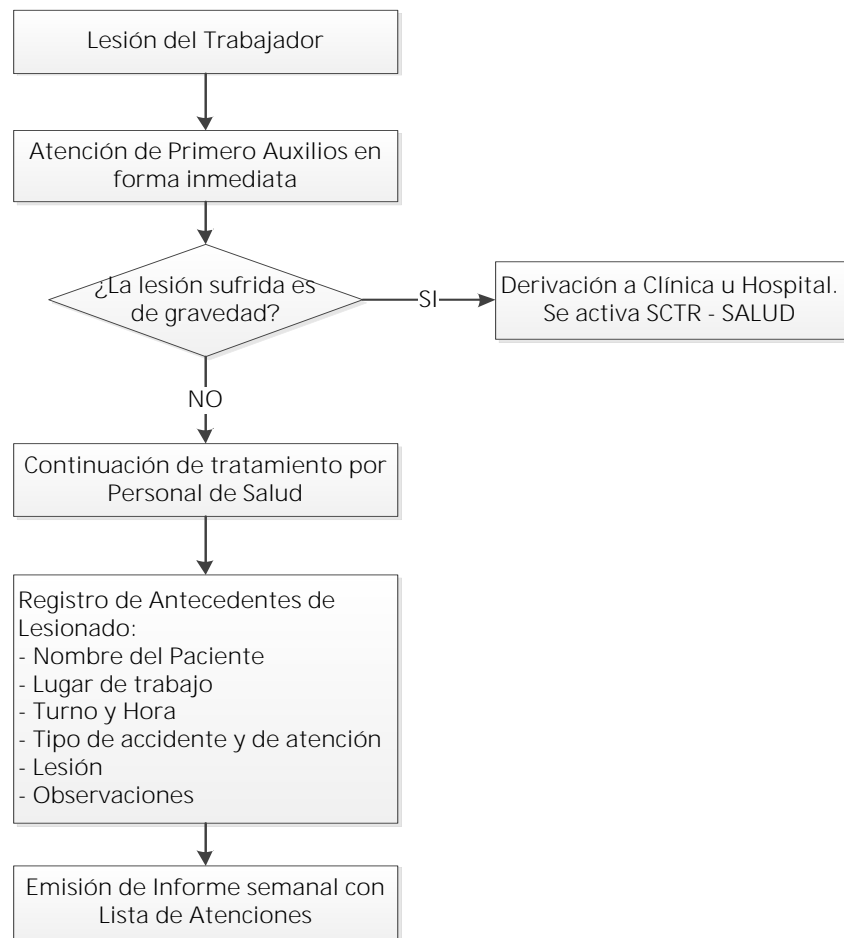 Lesión del Trabajador
Atención de Primero Auxilios en
forma inmediata
¿La lesión sufrida es
de gravedad?
SI
Derivación a Clínica u Hospital.
Se activa SCTR - SALUD
NO
Continuación de tratamiento por
Personal de Salud
Registro de Antecedentes de
Lesionado:
- Nombre del Paciente
- Lugar de trabajo
- Turno y Hora
- Tipo de accidente y de atención
- Lesión
- Observaciones
Emisión de Informe semanal con
Lista de Atenciones